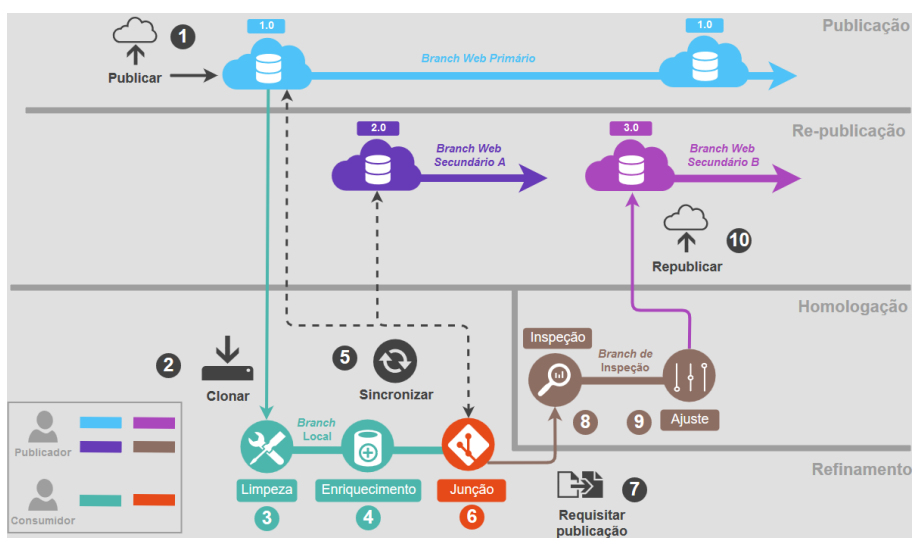 1.0
1.0
Publicação
1
Publicar
Branch Web Primário
2.0
3.0
Re-publicação
Branch Web
Secundário A
Branch Web
Secundário B
10
Republicar
Homologação
Inspeção
Branch de
Inspeção
2
Clonar
5
Sincronizar
8
9
Ajuste
Publicador
Branch
Local
Refinamento
Limpeza
Enriquecimento
Junção
7
Requisitar
publicação
Consumidor
3
4
6